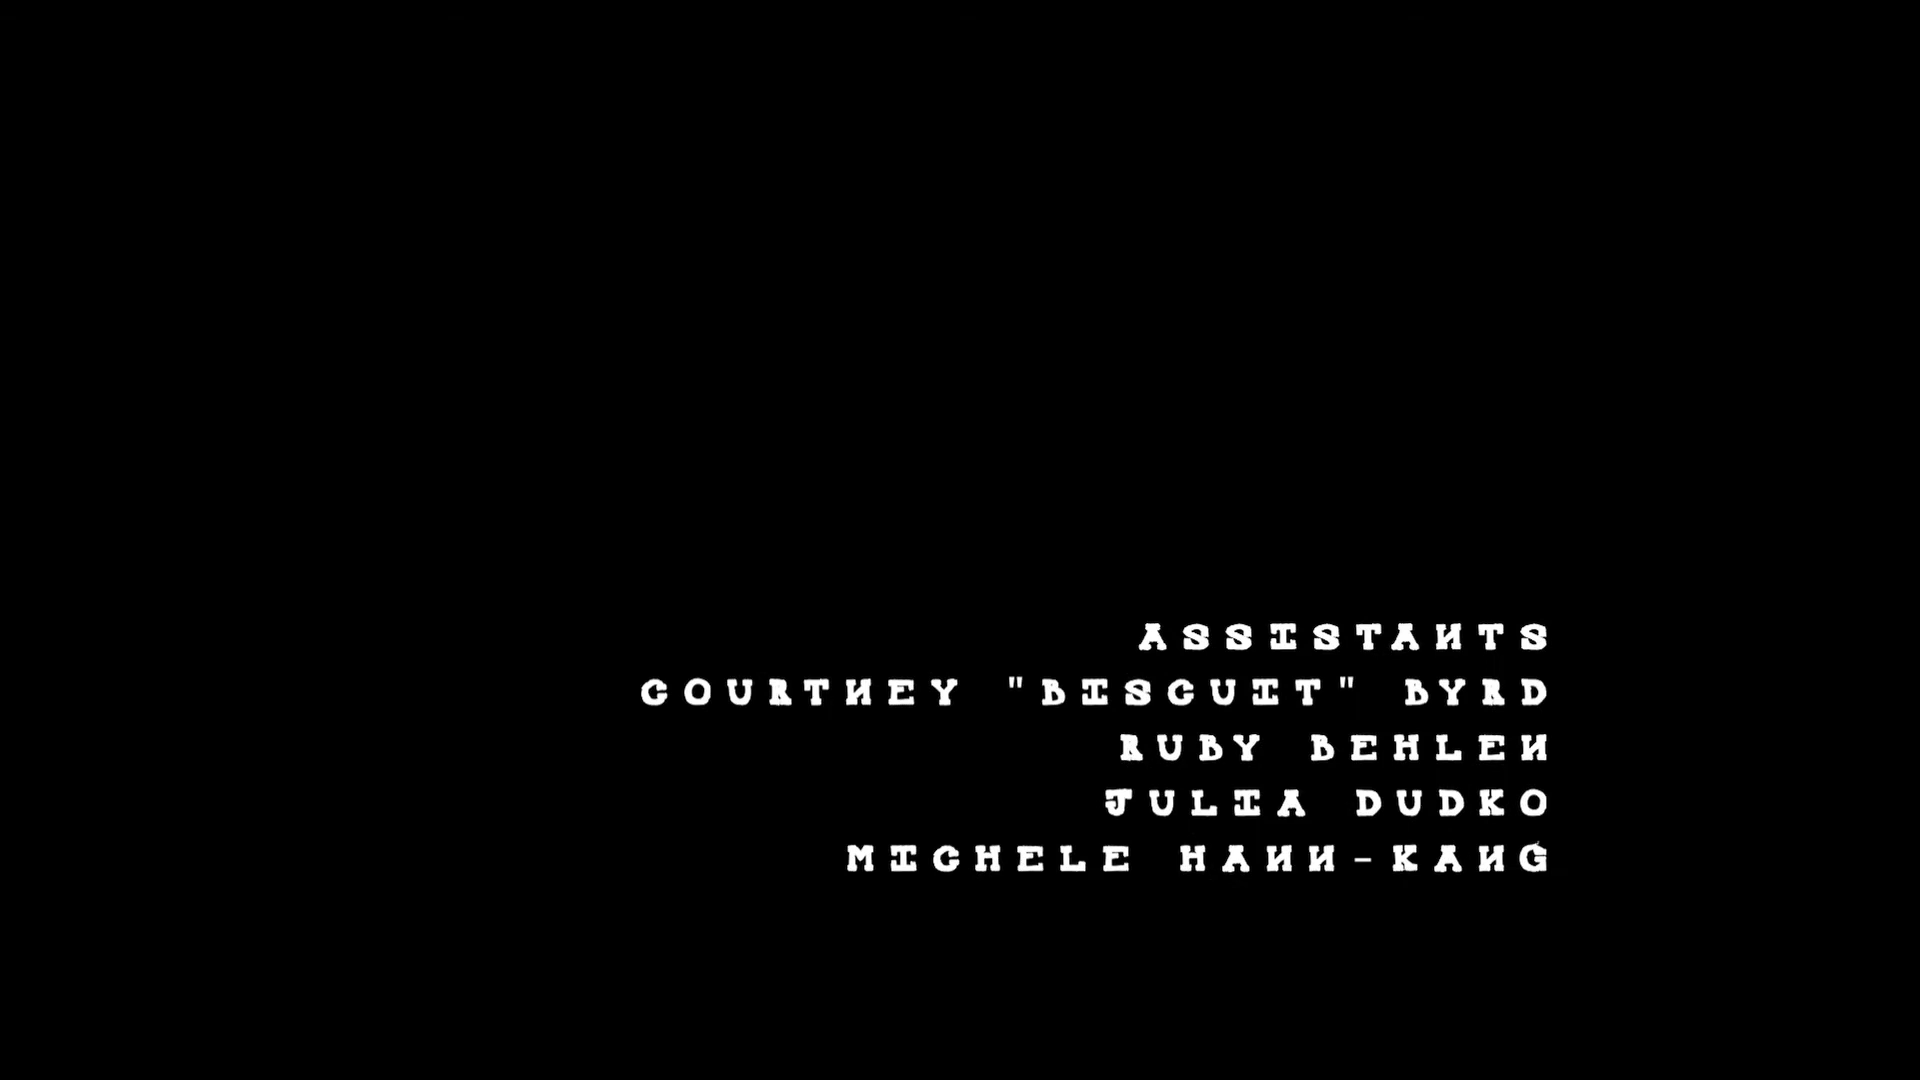 ASSISTANTS
COURTNEY "BISCUIT" BYRD
RUBY BEHLEN
JULIA DUDKO
MICHELE HANN-KANG